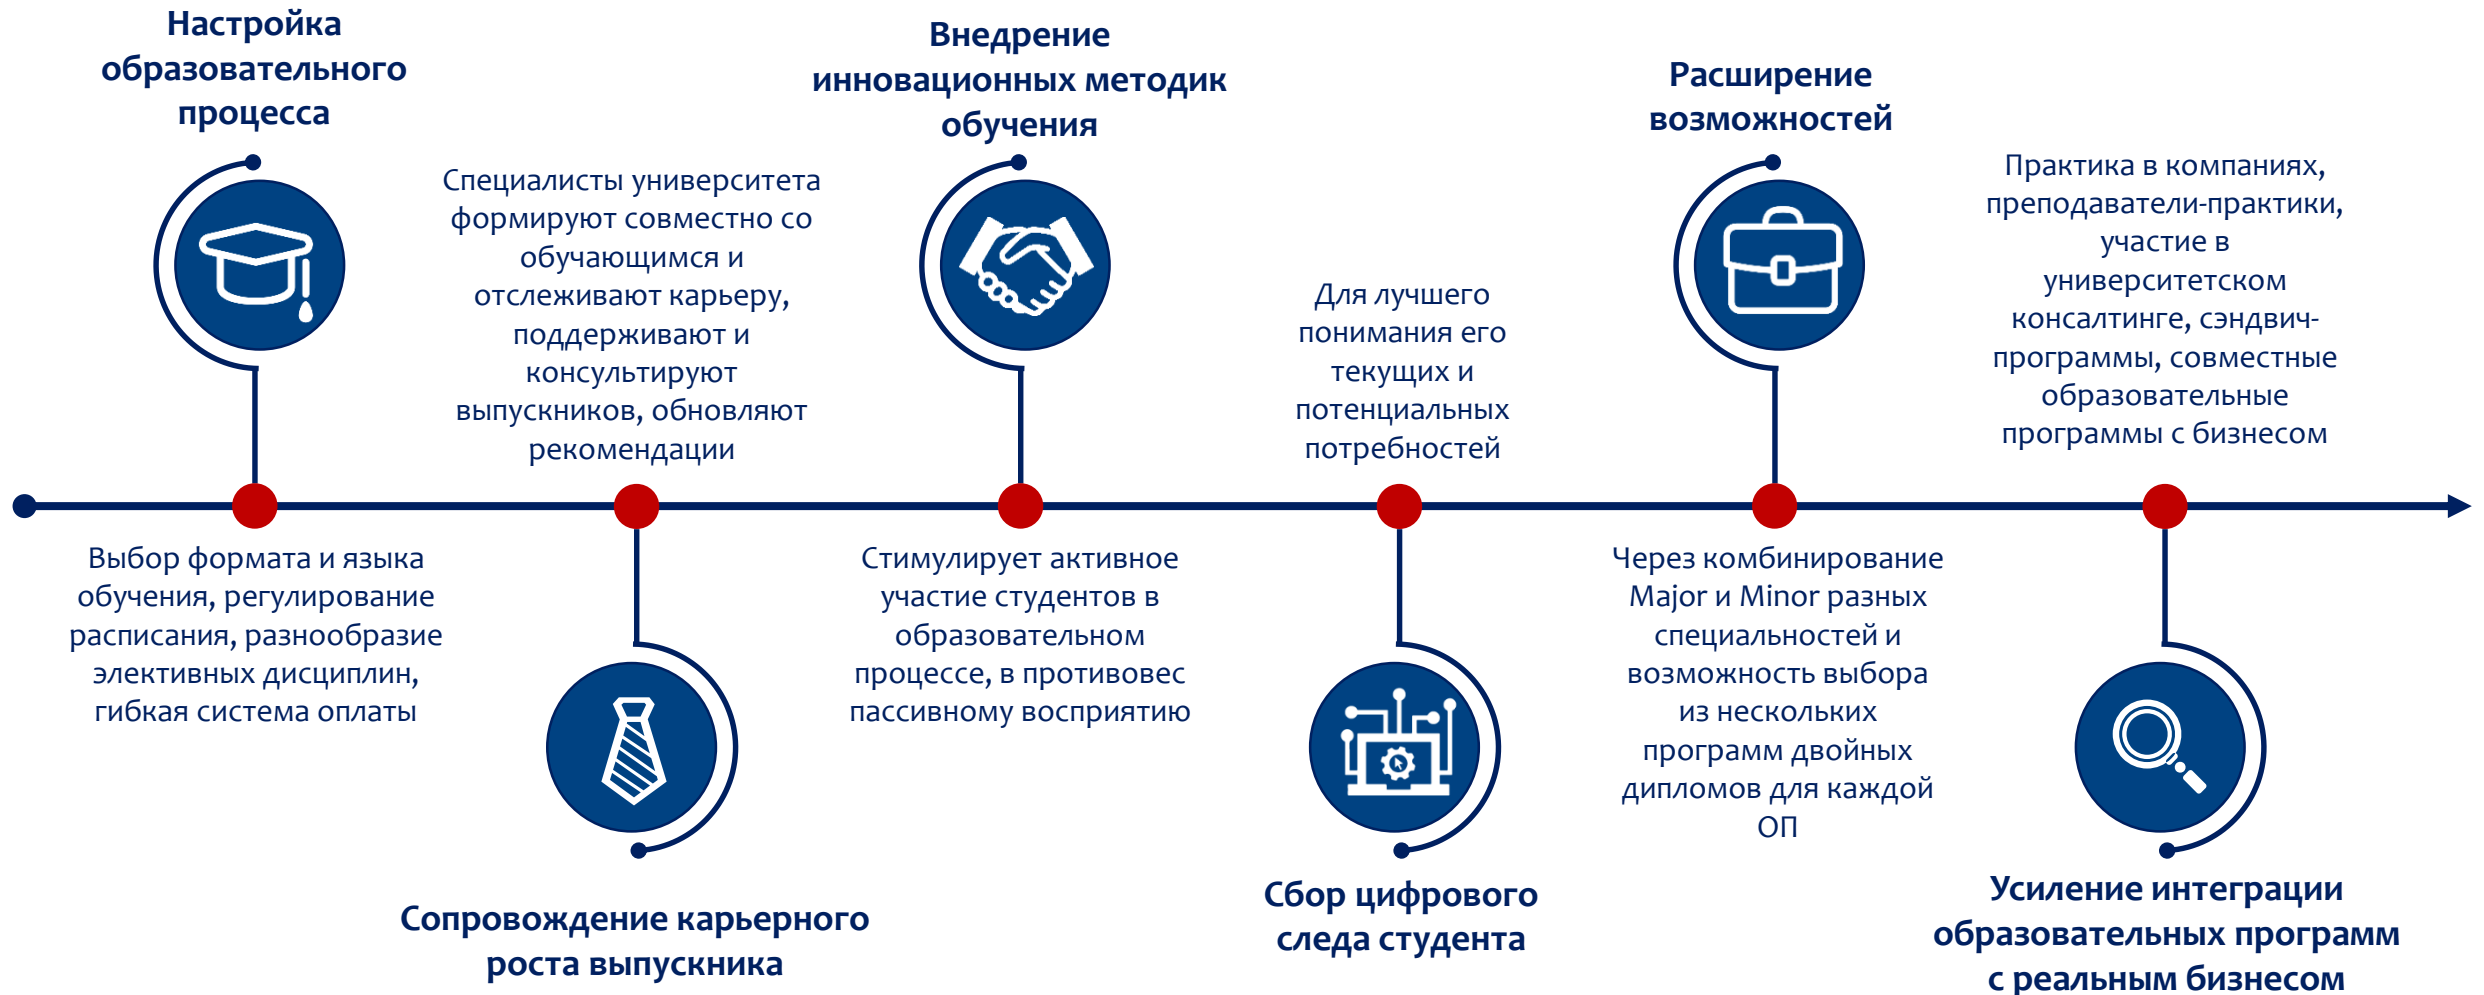 Настройка
образовательного
процесса
Выбор формата и языка
обучения, регулирование
расписания, разнообразие
элективных дисциплин,
гибкая система оплаты
Специалисты университета
формируют совместно со
обучающимся и
отслеживают карьеру,
поддерживают и
консультируют
выпускников, обновляют
рекомендации
Сопровождение карьерного
роста выпускника
Внедрение
инновационных методик
обучения
Стимулирует активное
участие студентов в
образовательном
процессе, в противовес
пассивному восприятию
Для лучшего
понимания его
текущих и
потенциальных
потребностей
Сбор цифрового
следа студента
Расширение
возможностей
Через комбинирование
Major и Minor разных
специальностей и
возможность выбора
из нескольких
программ двойных
дипломов для каждой
ОП
Практика в компаниях,
преподаватели-практики,
участие в
университетском
консалтинге, сэндвич-
программы, совместные
образовательные
программы с бизнесом
Усиление интеграции
образовательных программ
с реальным бизнесом